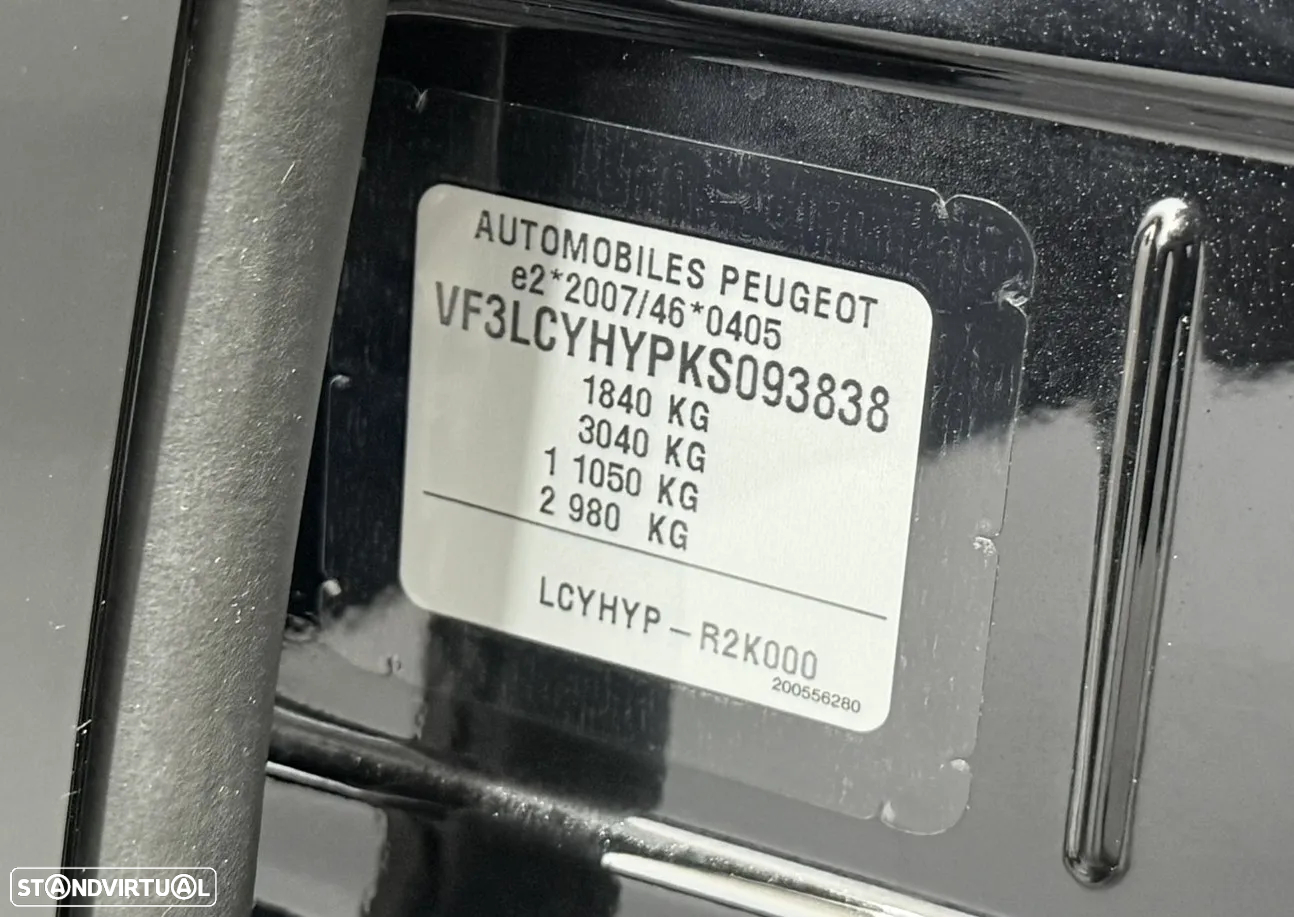 AUTOMOBILES PEUGEOT
e2*2007/46*0405
VF3LCYHYPKS093838
1840 KG
3040 KG
1 1050 KG
2 980 KG
LCYHYP – R2K000
200556280
STANDVIRTUAL